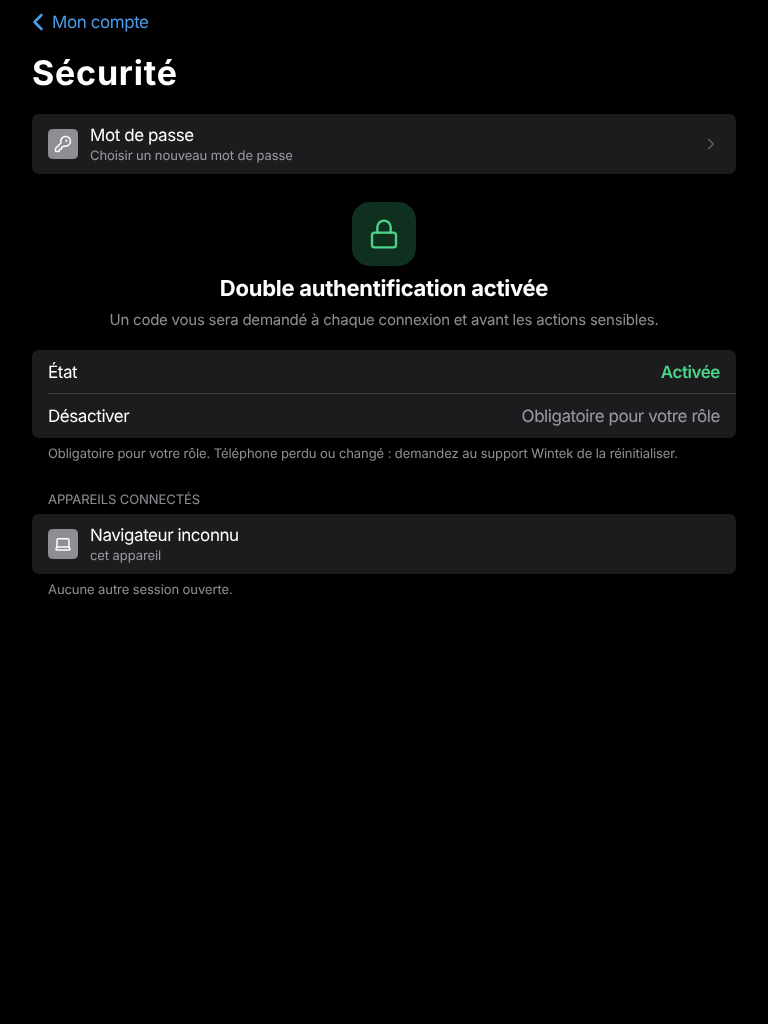 Mon compte
Sécurité
Mot de passe
Choisir un nouveau mot de passe
Double authentification activée
Un code vous sera demandé à chaque connexion et avant les actions sensibles.
État Activée
Désactiver Obligatoire pour votre rôle
Obligatoire pour votre rôle. Téléphone perdu ou changé : demandez au support Wintek de la réinitialiser.
APPAREILS CONNECTÉS
Navigateur inconnu
cet appareil
Aucune autre session ouverte.